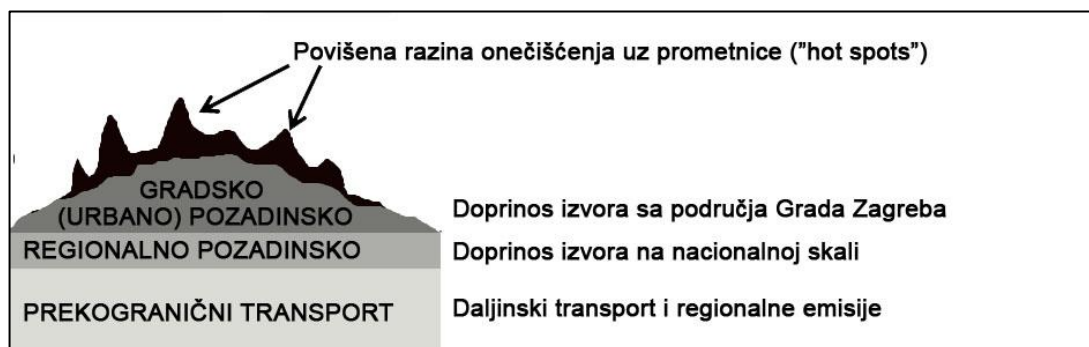 Povišena razina onečišćenja uz prometnice ("hot spots")
GRADSKO
(URBANO) POZADINSKO
Doprinos izvora sa područja Grada Zagreba
REGIONALNO POZADINSKO
Doprinos izvora na nacionalnoj skali
PREKOGRANIČNI TRANSPORT
Daljinski transport i regionalne emisije